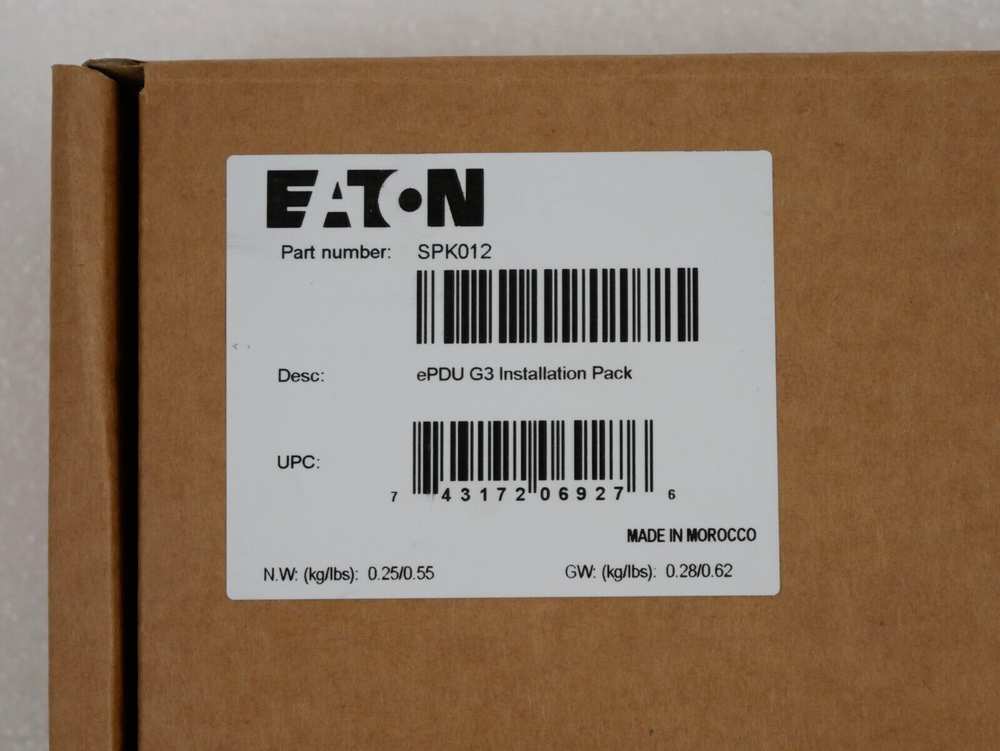 EATON
Part number: SPK012
Desc: ePDU G3 Installation Pack
UPC:
7 43172 06927 6
MADE IN MOROCCO
N.W: (kg/lbs): 0.25/0.55 GW: (kg/lbs): 0.28/0.62